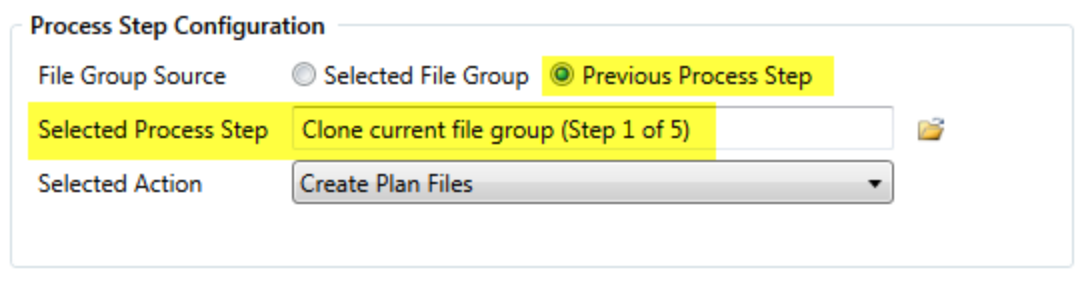 Process Step Configuration
File Group Source Selected File Group Previous Process Step
Selected Process Step Clone current file group (Step 1 of 5)
Selected Action Create Plan Files